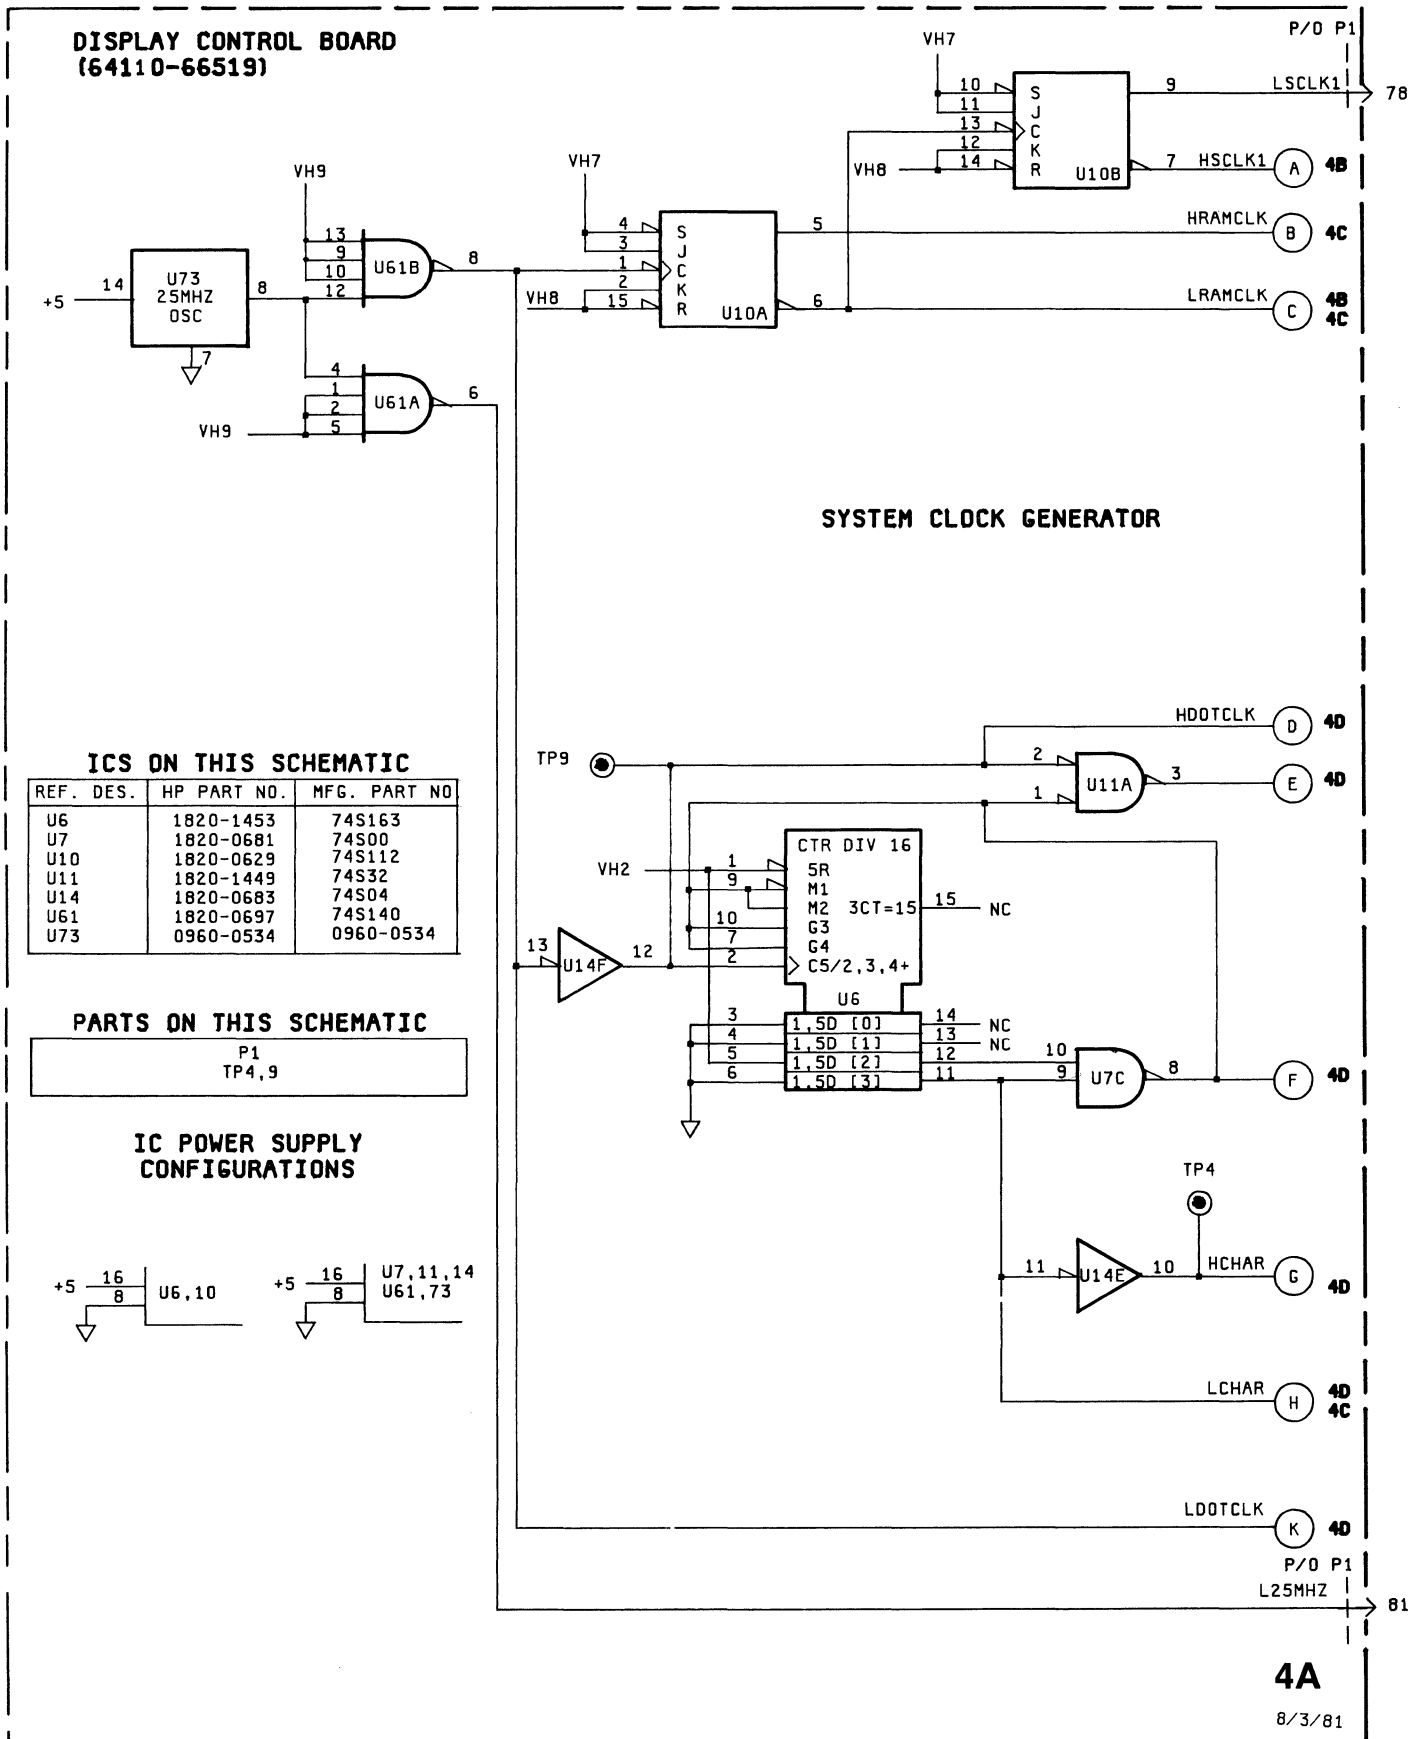 DISPLAY CONTROL BOARD
(64110-66519)
P/O P1
VH7
10 S
11 J
13 C
12 K
14 R
U10B
9 LSCLK1 78
7 HSCLK1 A 4B
VH8
VH9
VH7
4 S
3 J
1 C
2 K
15 R
U10A
VH8
5 HRAMCLK B 4C
6 LRAMCLK C 4B
4C
+5 14
U73
25MHZ
OSC
8
7
13
9
10
12
U61B 8
4
1
2
5
U61A 6
VH9
SYSTEM CLOCK GENERATOR
HDOTCLK D 4D
TP9
2
1
U11A 3 E 4D
ICS ON THIS SCHEMATIC
REF. DES. HP PART NO. MFG. PART NO
U6 1820-1453 74S163
U7 1820-0681 74S00
U10 1820-0629 74S112
U11 1820-1449 74S32
U14 1820-0683 74S04
U61 1820-0697 74S140
U73 0960-0534 0960-0534
CTR DIV 16
VH2 1 5R
9 M1
M2 3CT=15 15 NC
10 G3
7 G4
2 C5/2,3,4+
13 U14F 12
U6
3 1,5D [0] 14 NC
4 1,5D [1] 13 NC
5 1,5D [2] 12
6 1,5D [3] 11
10
9
U7C 8 F 4D
PARTS ON THIS SCHEMATIC
P1
TP4,9
IC POWER SUPPLY
CONFIGURATIONS
+5 16
8
U6,10
+5 16
8
U7,11,14
U61,73
TP4
11 U14E 10 HCHAR G 4D
LCHAR H 4D
4C
LDOTCLK K 4D
P/O P1
L25MHZ 81
4A
8/3/81